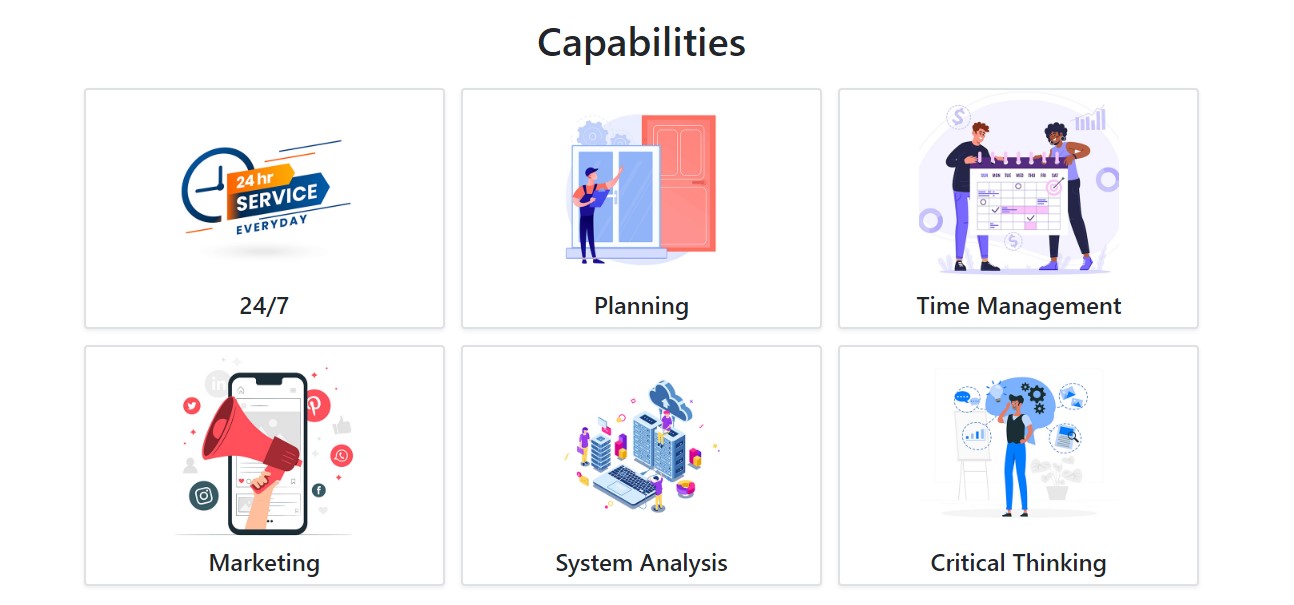 Capabilities
24 hr
SERVICE
EVERYDAY
24/7
Planning
SUN MON TUE WED THU FRI SAT
Time Management
in
Marketing
System Analysis
Critical Thinking